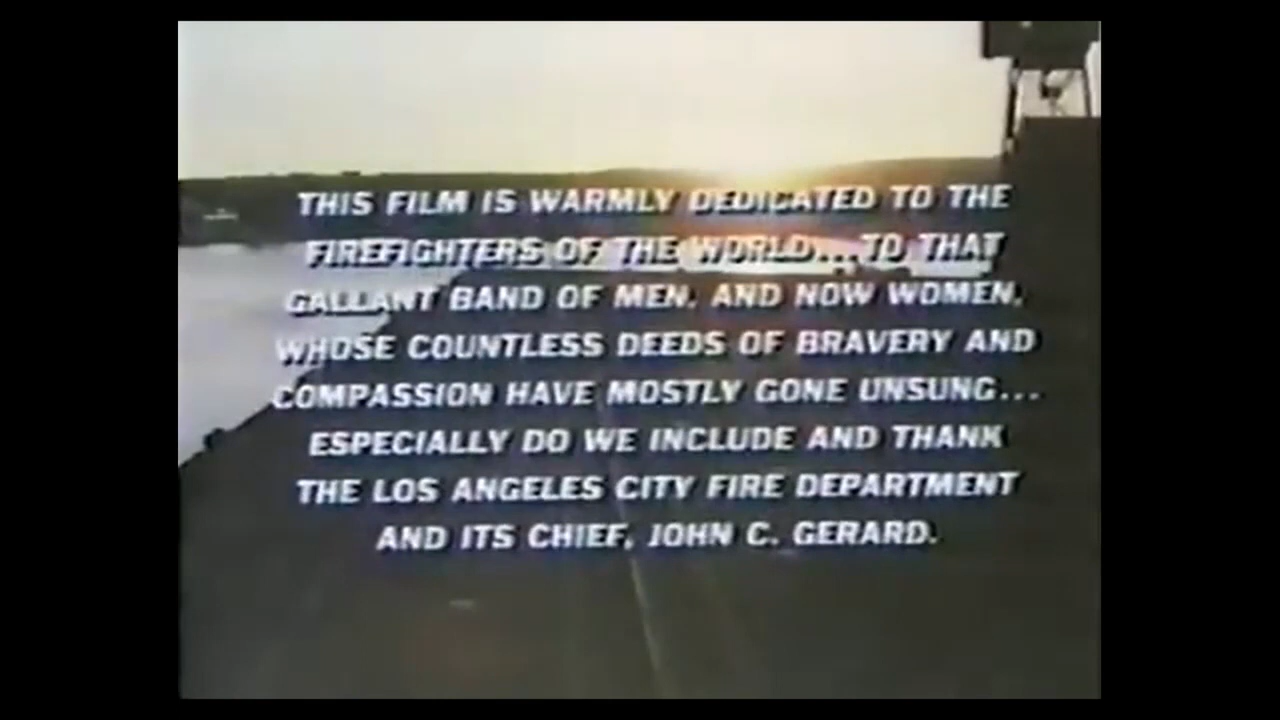 THIS FILM IS WARMLY DEDICATED TO THE
FIREFIGHTERS OF THE WORLD...TO THAT
GALLANT BAND OF MEN, AND NOW WOMEN,
WHOSE COUNTLESS DEEDS OF BRAVERY AND
COMPASSION HAVE MOSTLY GONE UNSUNG...
ESPECIALLY DO WE INCLUDE AND THANK
THE LOS ANGELES CITY FIRE DEPARTMENT
AND ITS CHIEF, JOHN C. GERARD.